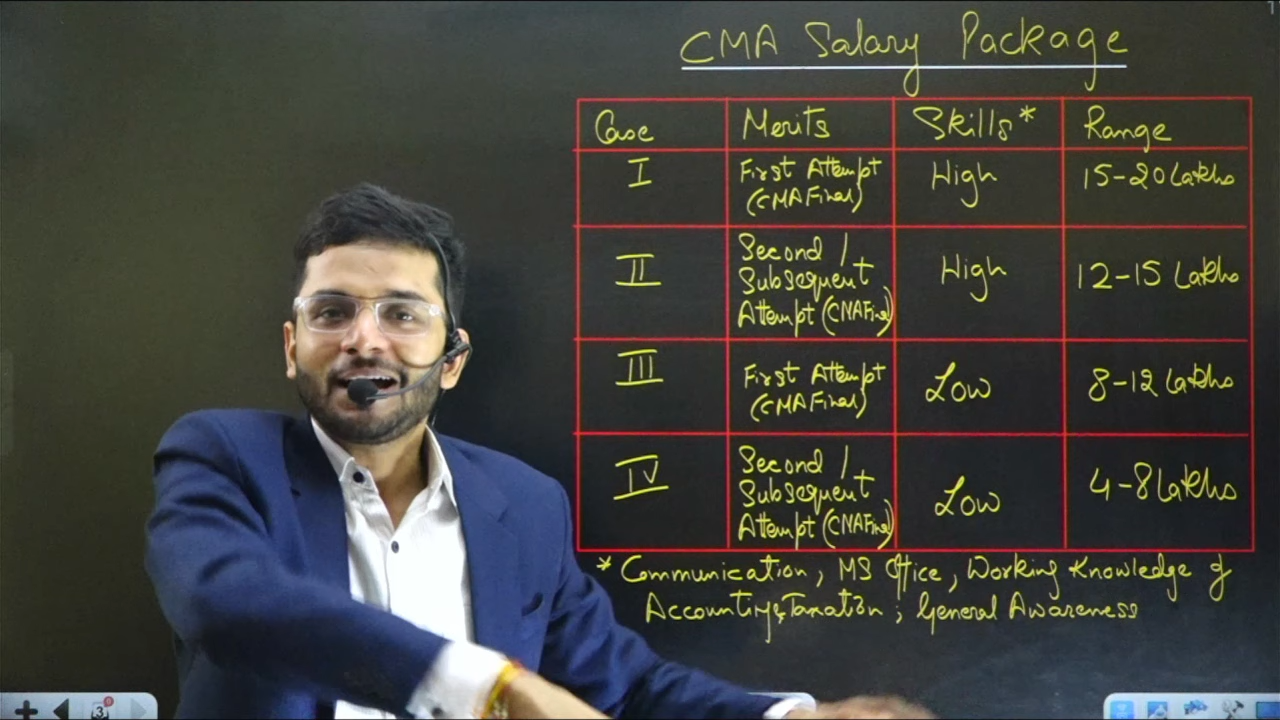 CMA Salary Package
Case Merits Skills* Range
I First Attempt High 15-20 Lakhs
(CMA Final)
II Second / High 12-15 Lakhs
Subsequent
Attempt (CMA Final)
III First Attempt Low 8-12 Lakhs
(CMA Final)
IV Second / Low 4-8 Lakhs
Subsequent
Attempt (CMA Final)
* Communication, MS Office, Working Knowledge of
Accounting & Taxation, General Awareness
3